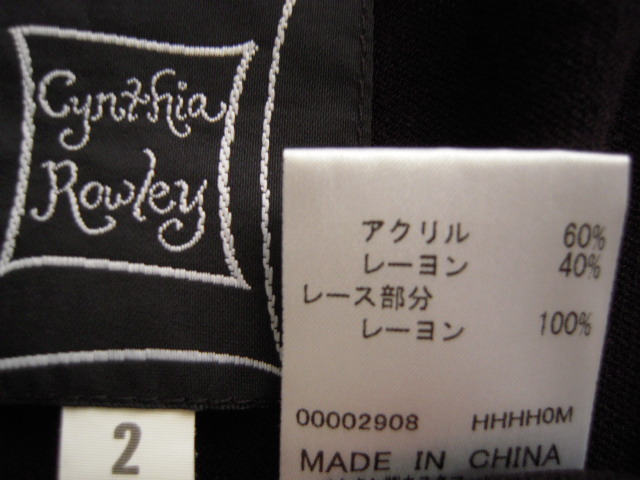 Cynthia
Rowley
アクリル 60%
レーヨン 40%
レース部分
レーヨン 100%
00002908 HHHH0M
MADE IN CHINA
2